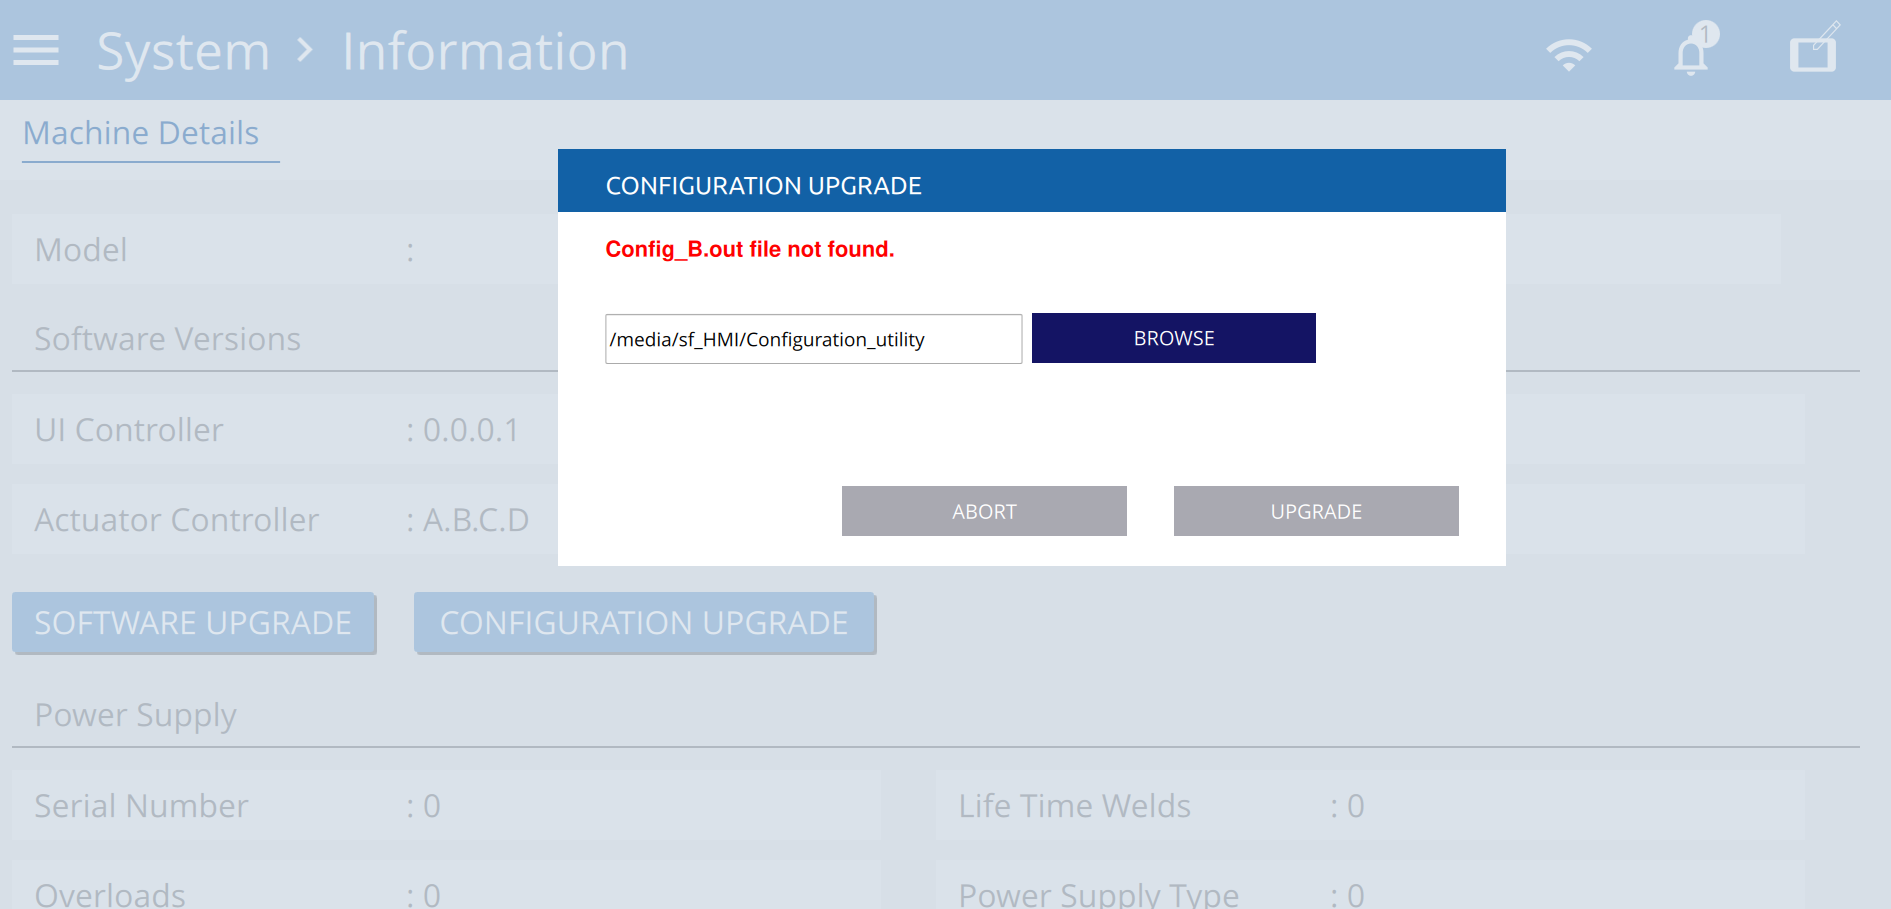 System > Information
1
Machine Details
CONFIGURATION UPGRADE
Config_B.out file not found.
Model :
/media/sf_HMI/Configuration_utility BROWSE
Software Versions
UI Controller : 0.0.0.1
Actuator Controller : A.B.C.D
ABORT UPGRADE
SOFTWARE UPGRADE CONFIGURATION UPGRADE
Power Supply
Serial Number : 0 Life Time Welds : 0
Overloads : 0 Power Supply Type : 0